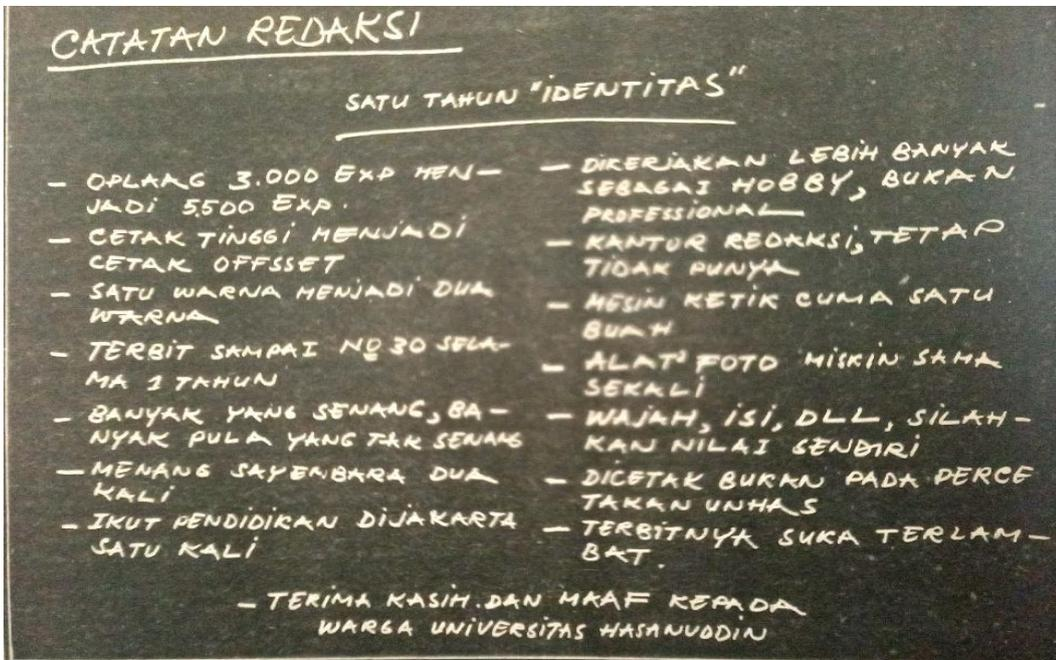 CATATAN REDAKSI
SATU TAHUN "IDENTITAS"
- OPLAAG 3.000 EXP MEN-
JADI 5.500 EXP.
- CETAK TINGGI MENJADI
CETAK OFFSSET
- SATU WARNA MENJADI DUA
WARNA
- TERBIT SAMPAI NO 30 SELA-
MA 1 TAHUN
- BANYAK YANG SENANG, BA-
NYAK PULA YANG TAK SENANG
- MENANG SAYENBARA DUA
KALI
- IKUT PENDIDIKAN DIJAKARTA
SATU KALI
- DIKERJAKAN LEBIH BANYAK
SEBAGAI HOBBY, BUKAN
PROFESSIONAL
- KANTOR REDAKSI, TETAP
TIDAK PUNYA
- MESIN KETIK CUMA SATU
BUAH
- ALAT² FOTO MISKIN SAMA
SEKALI
- WAJAH, ISI, DLL, SILAH-
KAN NILAI SENDIRI
- DICETAK BUKAN PADA PERCE
TAKAN UNHAS
- TERBITNYA SUKA TERLAM-
BAT.
- TERIMA KASIH DAN MAAF KEPADA
WARGA UNIVERSITAS HASANUDDIN